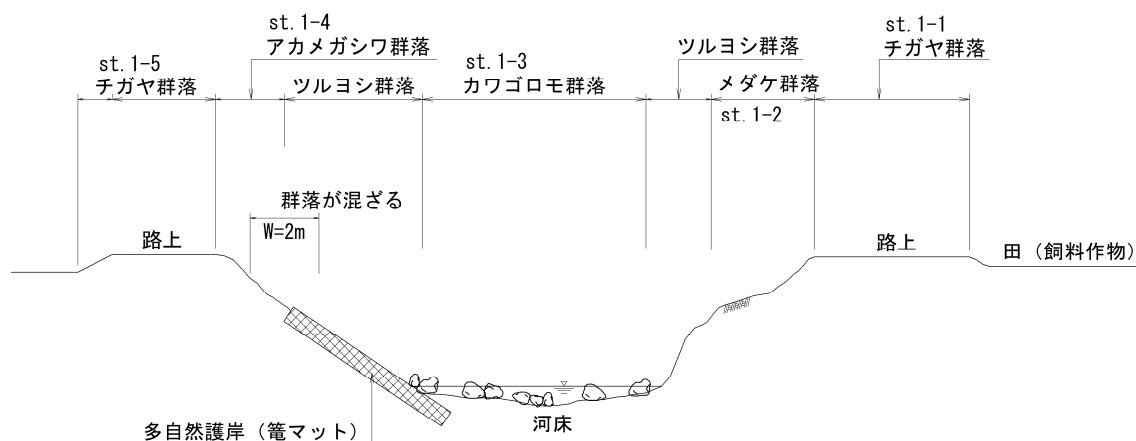 st.1-4
アカメガシワ群落
st.1-5
チガヤ群落
ツルヨシ群落
st.1-3
カワゴロモ群落
ツルヨシ群落
メダケ群落
st.1-2
st.1-1
チガヤ群落
群落が混ざる
W=2m
路上
路上
田（飼料作物）
河床
多自然護岸（篭マット）